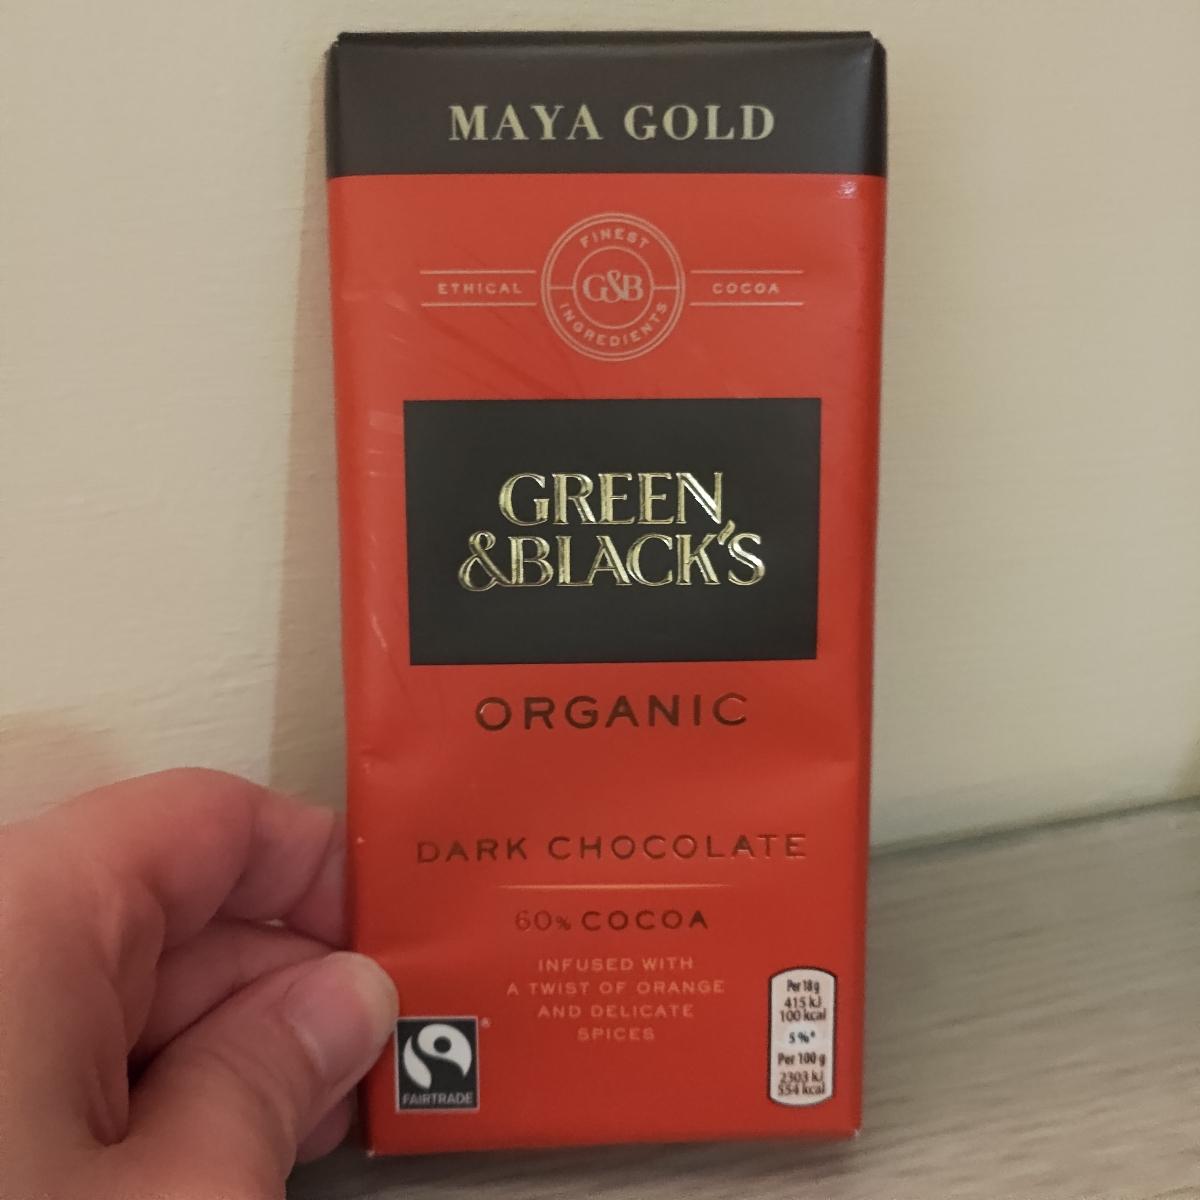 MAYA GOLD
FINEST
ETHICAL G&B COCOA
INGREDIENTS
GREEN
&BLACK'S
ORGANIC
DARK CHOCOLATE
60% COCOA
INFUSED WITH
A TWIST OF ORANGE
AND DELICATE
SPICES
FAIRTRADE
®
Per 18g
415 kJ
100 kcal
5%*
Per 100 g
2303 kJ
554 kcal